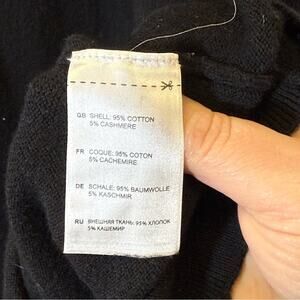 GB SHELL: 95% COTTON
5% CASHMERE
FR COQUE: 95% COTON
5% CACHEMIRE
DE SCHALE: 95% BAUMWOLLE
5% KASCHMIR
RU ВНЕШНЯЯ ТКАНЬ: 95% ХЛОПОК
5% КАШЕМИР